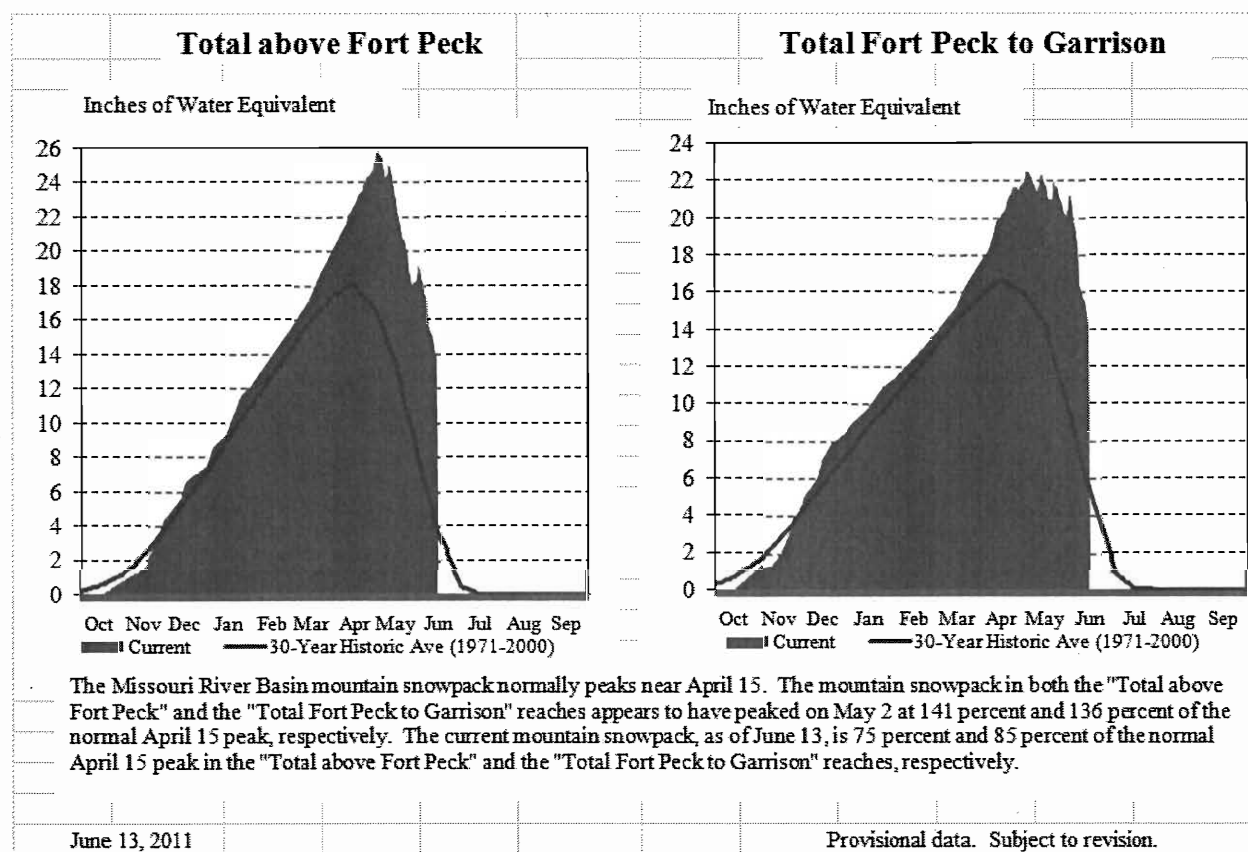 Total above Fort Peck
Inches of Water Equivalent
26
24
22
20
18
16
14
12
10
8
6
4
2
0
Oct Nov Dec Jan Feb Mar Apr May Jun Jul Aug Sep
Current 30-Year Historic Ave (1971-2000)
Total Fort Peck to Garrison
Inches of Water Equivalent
24
22
20
18
16
14
12
10
8
6
4
2
0
Oct Nov Dec Jan Feb Mar Apr May Jun Jul Aug Sep
Current 30-Year Historic Ave (1971-2000)
The Missouri River Basin mountain snowpack normally peaks near April 15. The mountain snowpack in both the "Total above
Fort Peck" and the "Total Fort Peck to Garrison" reaches appears to have peaked on May 2 at 141 percent and 136 percent of the
normal April 15 peak, respectively. The current mountain snowpack, as of June 13, is 75 percent and 85 percent of the normal
April 15 peak in the "Total above Fort Peck" and the "Total Fort Peck to Garrison" reaches, respectively.
June 13, 2011
Provisional data. Subject to revision.